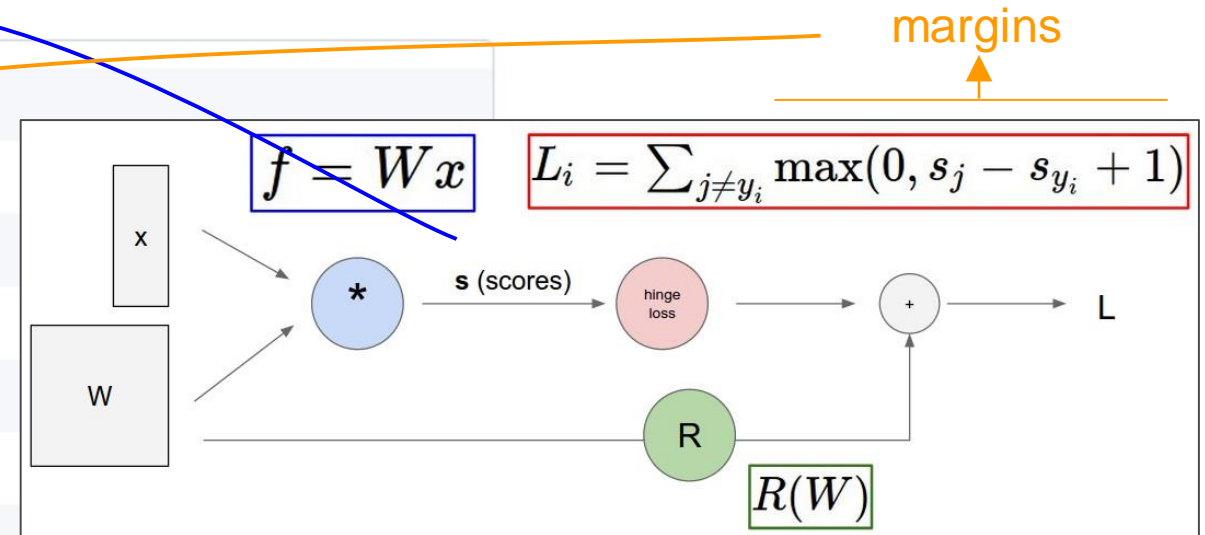 margins
f = Wx
L_i = \sum_{j \neq y_i} \max(0, s_j - s_{y_i} + 1)
x
*
s (scores)
hinge
loss
+
L
W
R
R(W)